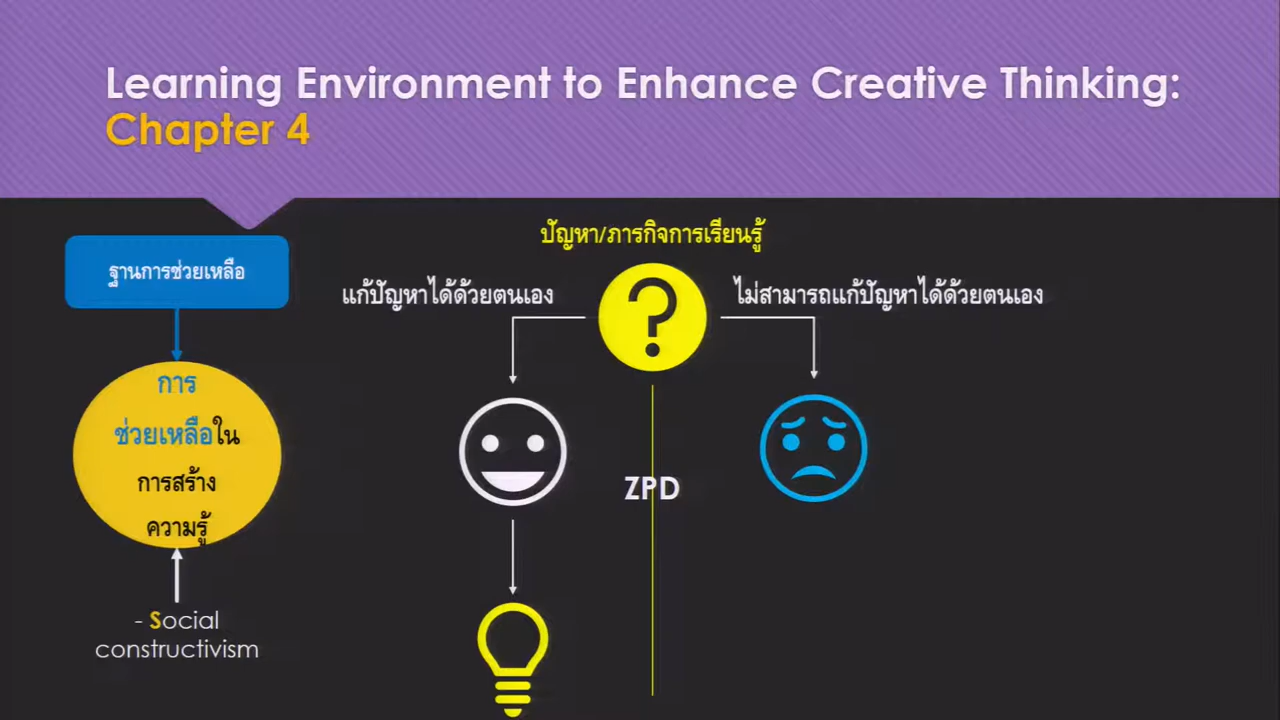 Learning Environment to Enhance Creative Thinking:
Chapter 4
ปัญหา/ภารกิจการเรียนรู้
ฐานการช่วยเหลือ
แก้ปัญหาได้ด้วยตนเอง
ไม่สามารถแก้ปัญหาได้ด้วยตนเอง
?
การ
ช่วยเหลือใน
การสร้าง
ความรู้
ZPD
- Social
constructivism